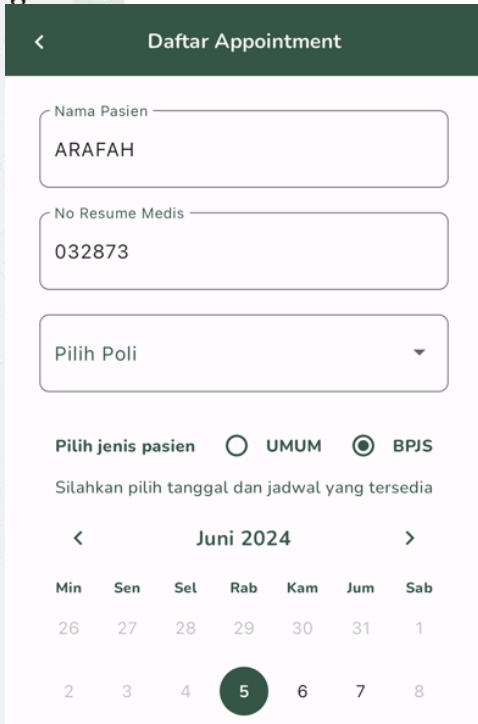 Daftar Appointment
Nama Pasien
ARAFAH
No Resume Medis
032873
Pilih Poli
Pilih jenis pasien UMUM BPJS
Silahkan pilih tanggal dan jadwal yang tersedia
Juni 2024
Min Sen Sel Rab Kam Jum Sab
26 27 28 29 30 31 1
2 3 4 5 6 7 8